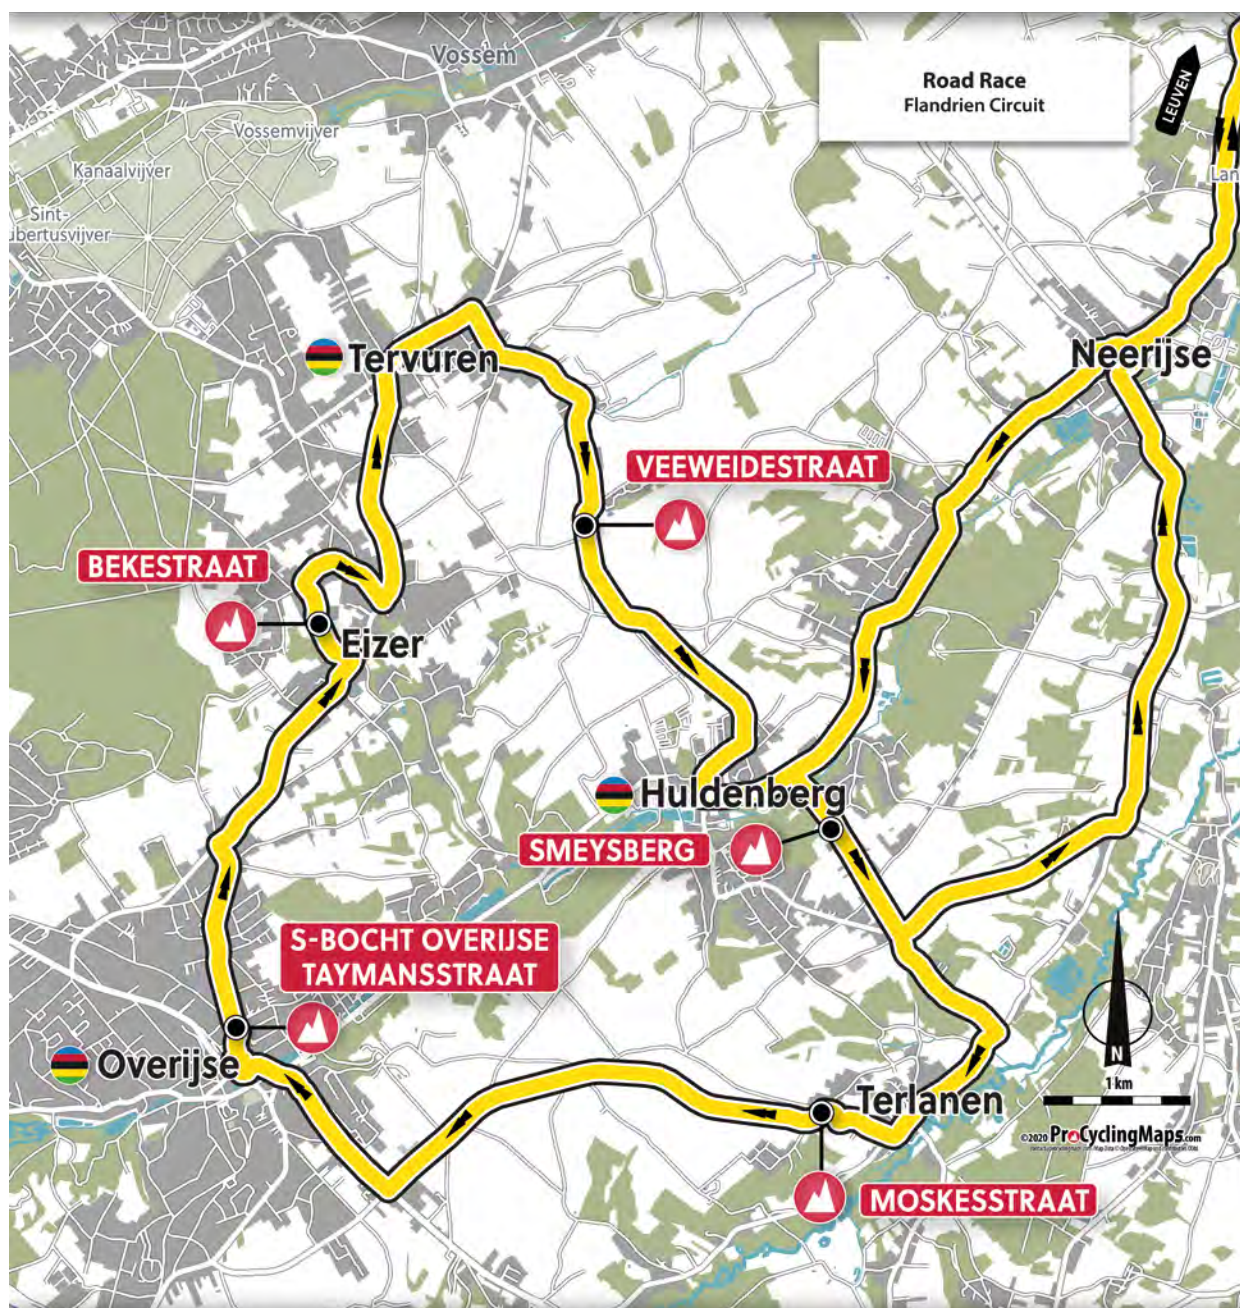 Vossem
Road Race
Flandrien Circuit
LEUVEN
Vossemvijver
Kanaalvijver
Sint-
ubertusvijver
Lan
Tervuren
Neerijse
VEEWEIDESTRAAT
BEKESTRAAT
Eizer
Huldenberg
SMEYSBERG
S-BOCHT OVERIJSE
TAYMANSSTRAAT
Overijse
N
1 km
Terlanen
©2020 ProCyclingMaps.com
MOSKESSTRAAT